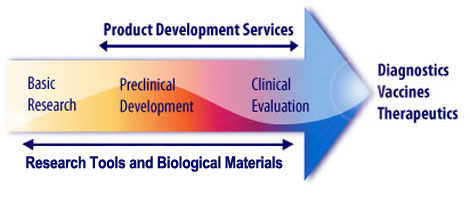 Product Development Services
Basic
Research
Preclinical
Development
Clinical
Evaluation
Diagnostics
Vaccines
Therapeutics
Research Tools and Biological Materials